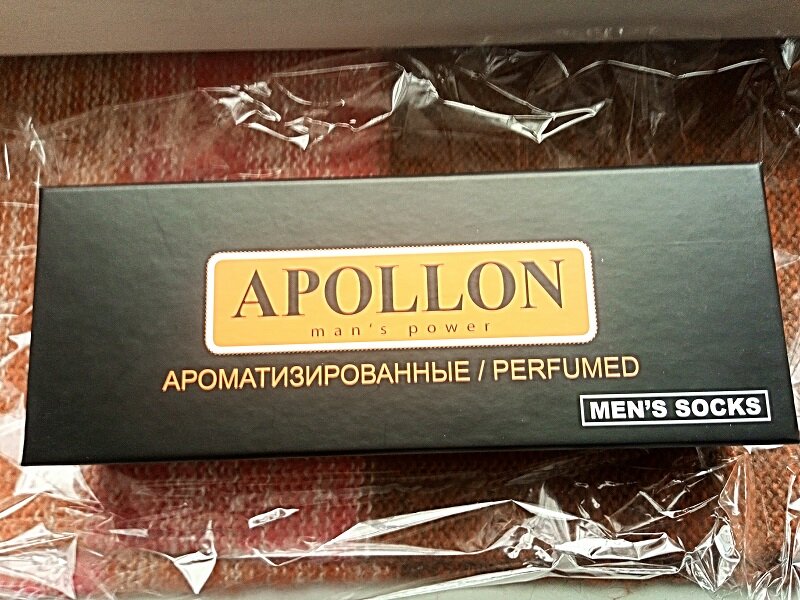 APOLLON
man's power
АРОМАТИЗИРОВАННЫЕ / PERFUMED
MEN'S SOCKS